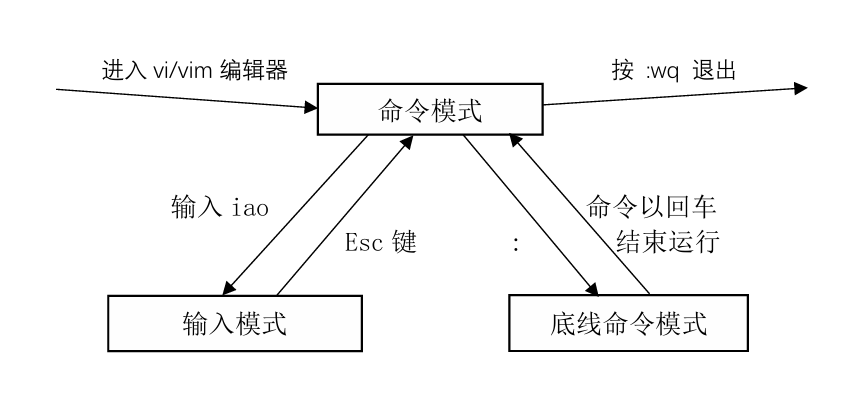 进入 vi/vim 编辑器
按 :wq 退出
命令模式
输入 iao
命令以回车
Esc 键
:
结束运行
输入模式
底线命令模式